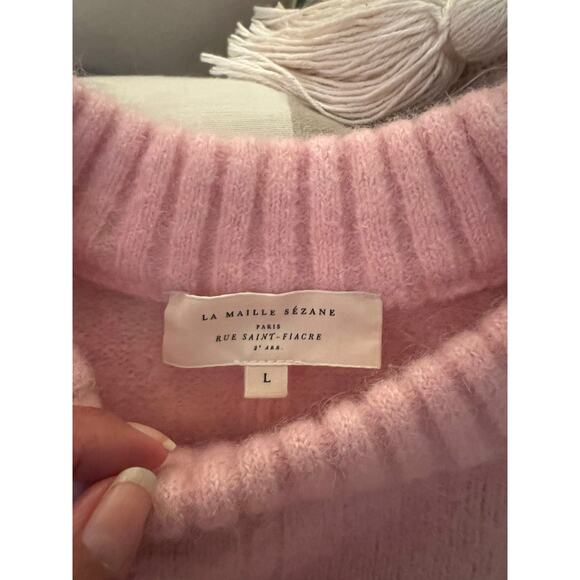 LA MAILLE SÉZANE
PARIS
RUE SAINT-FIACRE
2ᵉ ARR.
L